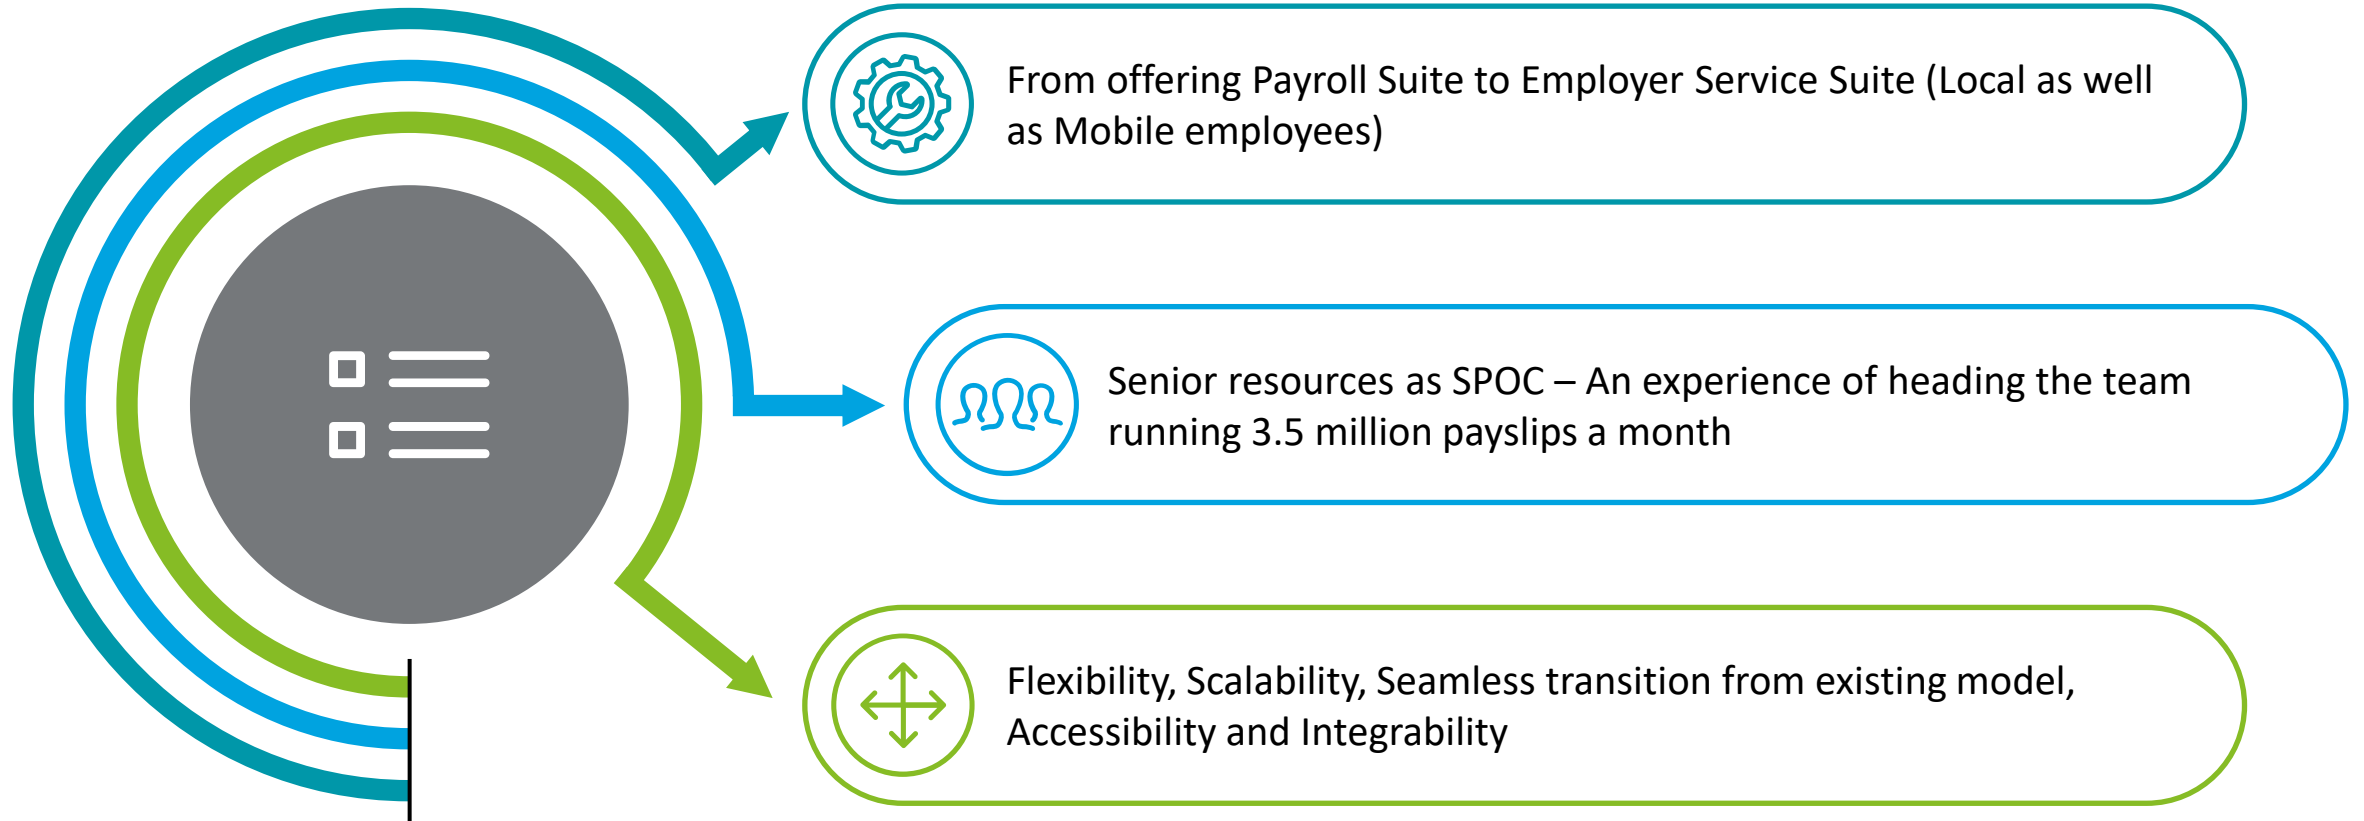 From offering Payroll Suite to Employer Service Suite (Local as well
as Mobile employees)
Senior resources as SPOC – An experience of heading the team
running 3.5 million payslips a month
Flexibility, Scalability, Seamless transition from existing model,
Accessibility and Integrability